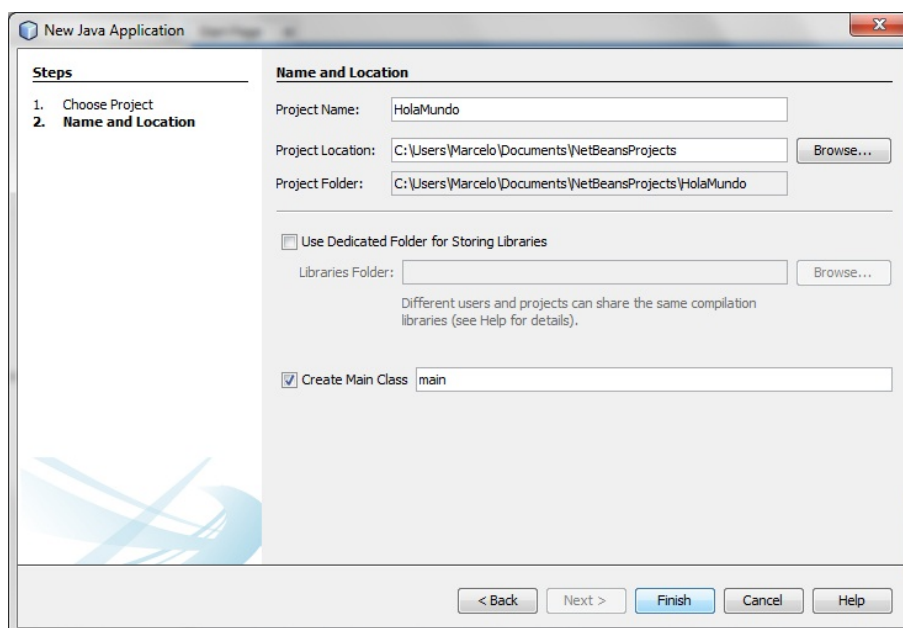 New Java Application
Steps
1. Choose Project
2. Name and Location
Name and Location
Project Name: HolaMundo
Project Location: C:\Users\Marcelo\Documents\NetBeansProjects Browse...
Project Folder: C:\Users\Marcelo\Documents\NetBeansProjects\HolaMundo
Use Dedicated Folder for Storing Libraries
Libraries Folder: Browse...
Different users and projects can share the same compilation
libraries (see Help for details).
Create Main Class main
< Back Next > Finish Cancel Help